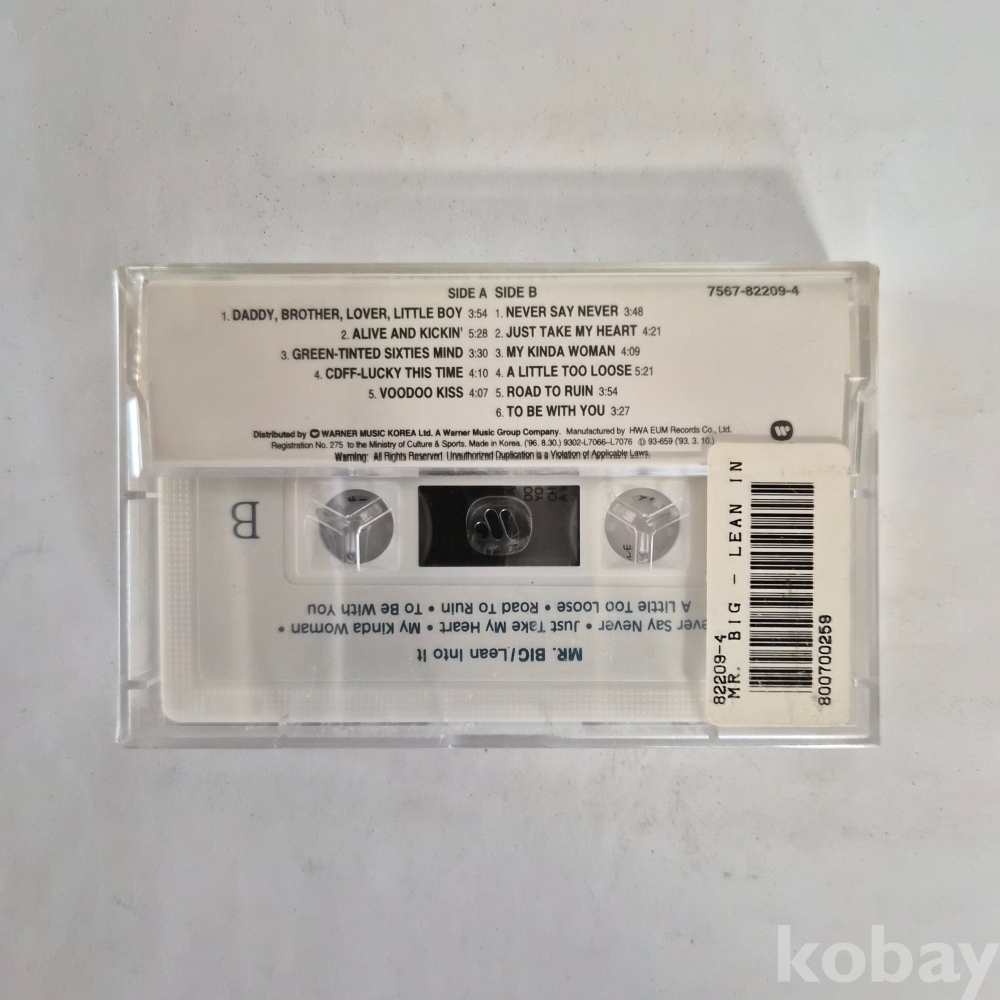 SIDE A SIDE B 7567-82209-4
1. DADDY, BROTHER, LOVER, LITTLE BOY 3:54 1. NEVER SAY NEVER 3:48
2. ALIVE AND KICKIN' 5:28 2. JUST TAKE MY HEART 4:21
3. GREEN-TINTED SIXTIES MIND 3:30 3. MY KINDA WOMAN 4:09
4. CDFF-LUCKY THIS TIME 4:10 4. A LITTLE TOO LOOSE 5:21
5. VOODOO KISS 4:07 5. ROAD TO RUIN 3:54
6. TO BE WITH YOU 3:27
Distributed by WARNER MUSIC KOREA Ltd. A Warner Music Group Company. Manufactured by HWA EUM Records Co., Ltd.
Registration No. 275 to the Ministry of Culture & Sports. Made in Korea. ('96. 8.30.) 9302-L7066~L7076 ⓓ 93-659 ('93. 3. 10.)
Warning: All Rights Reserved. Unauthorized Duplication is a Violation of Applicable Laws.
B
MR. BIG/Lean Into It
ever Say Never • Just Take My Heart • My Kinda Woman •
A Little Too Loose • Road To Ruin • To Be With You
82209-4
MR. BIG - LEAN IN
800700259
kobay